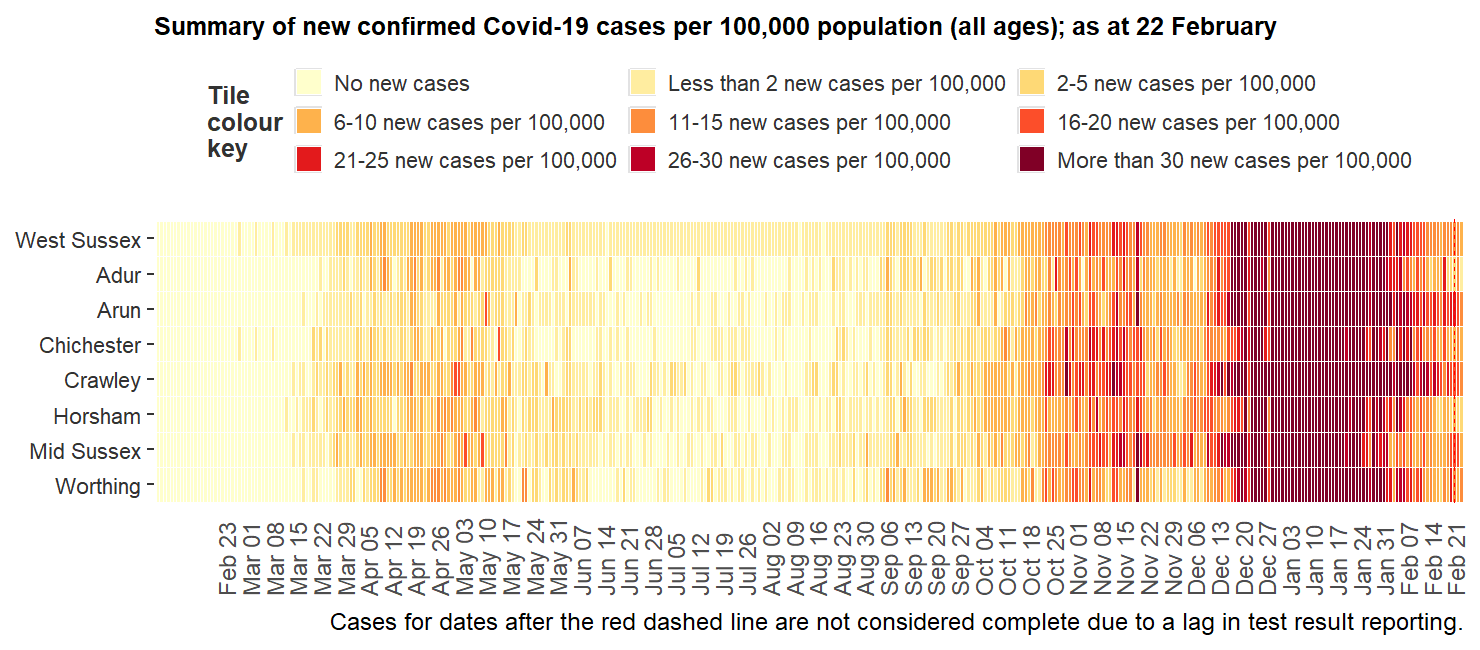 Summary of new confirmed Covid-19 cases per 100,000 population (all ages); as at 22 February
Tile colour key
No new cases
Less than 2 new cases per 100,000
2-5 new cases per 100,000
6-10 new cases per 100,000
11-15 new cases per 100,000
16-20 new cases per 100,000
21-25 new cases per 100,000
26-30 new cases per 100,000
More than 30 new cases per 100,000
West Sussex
Adur
Arun
Chichester
Crawley
Horsham
Mid Sussex
Worthing
Feb 23
Mar 01
Mar 08
Mar 15
Mar 22
Mar 29
Apr 05
Apr 12
Apr 19
Apr 26
May 03
May 10
May 17
May 24
May 31
Jun 07
Jun 14
Jun 21
Jun 28
Jul 05
Jul 12
Jul 19
Jul 26
Aug 02
Aug 09
Aug 16
Aug 23
Aug 30
Sep 06
Sep 13
Sep 20
Sep 27
Oct 04
Oct 11
Oct 18
Oct 25
Nov 01
Nov 08
Nov 15
Nov 22
Nov 29
Dec 06
Dec 13
Dec 20
Dec 27
Jan 03
Jan 10
Jan 17
Jan 24
Jan 31
Feb 07
Feb 14
Feb 21
Cases for dates after the red dashed line are not considered complete due to a lag in test result reporting.